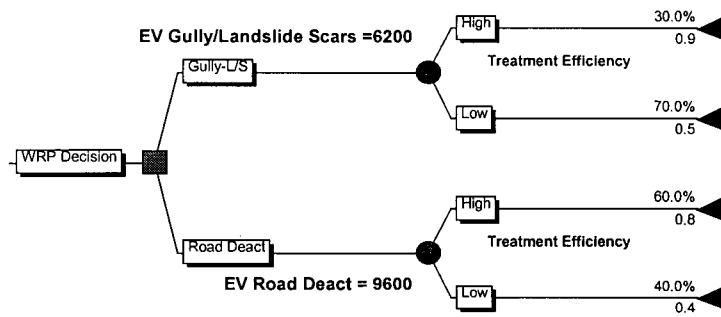 EV Gully/Landslide Scars =6200
High
30.0%
0.9
Gully-L/S
Treatment Efficiency
Low
70.0%
0.5
WRP Decision
High
60.0%
0.8
Road Deact
Treatment Efficiency
EV Road Deact = 9600
Low
40.0%
0.4